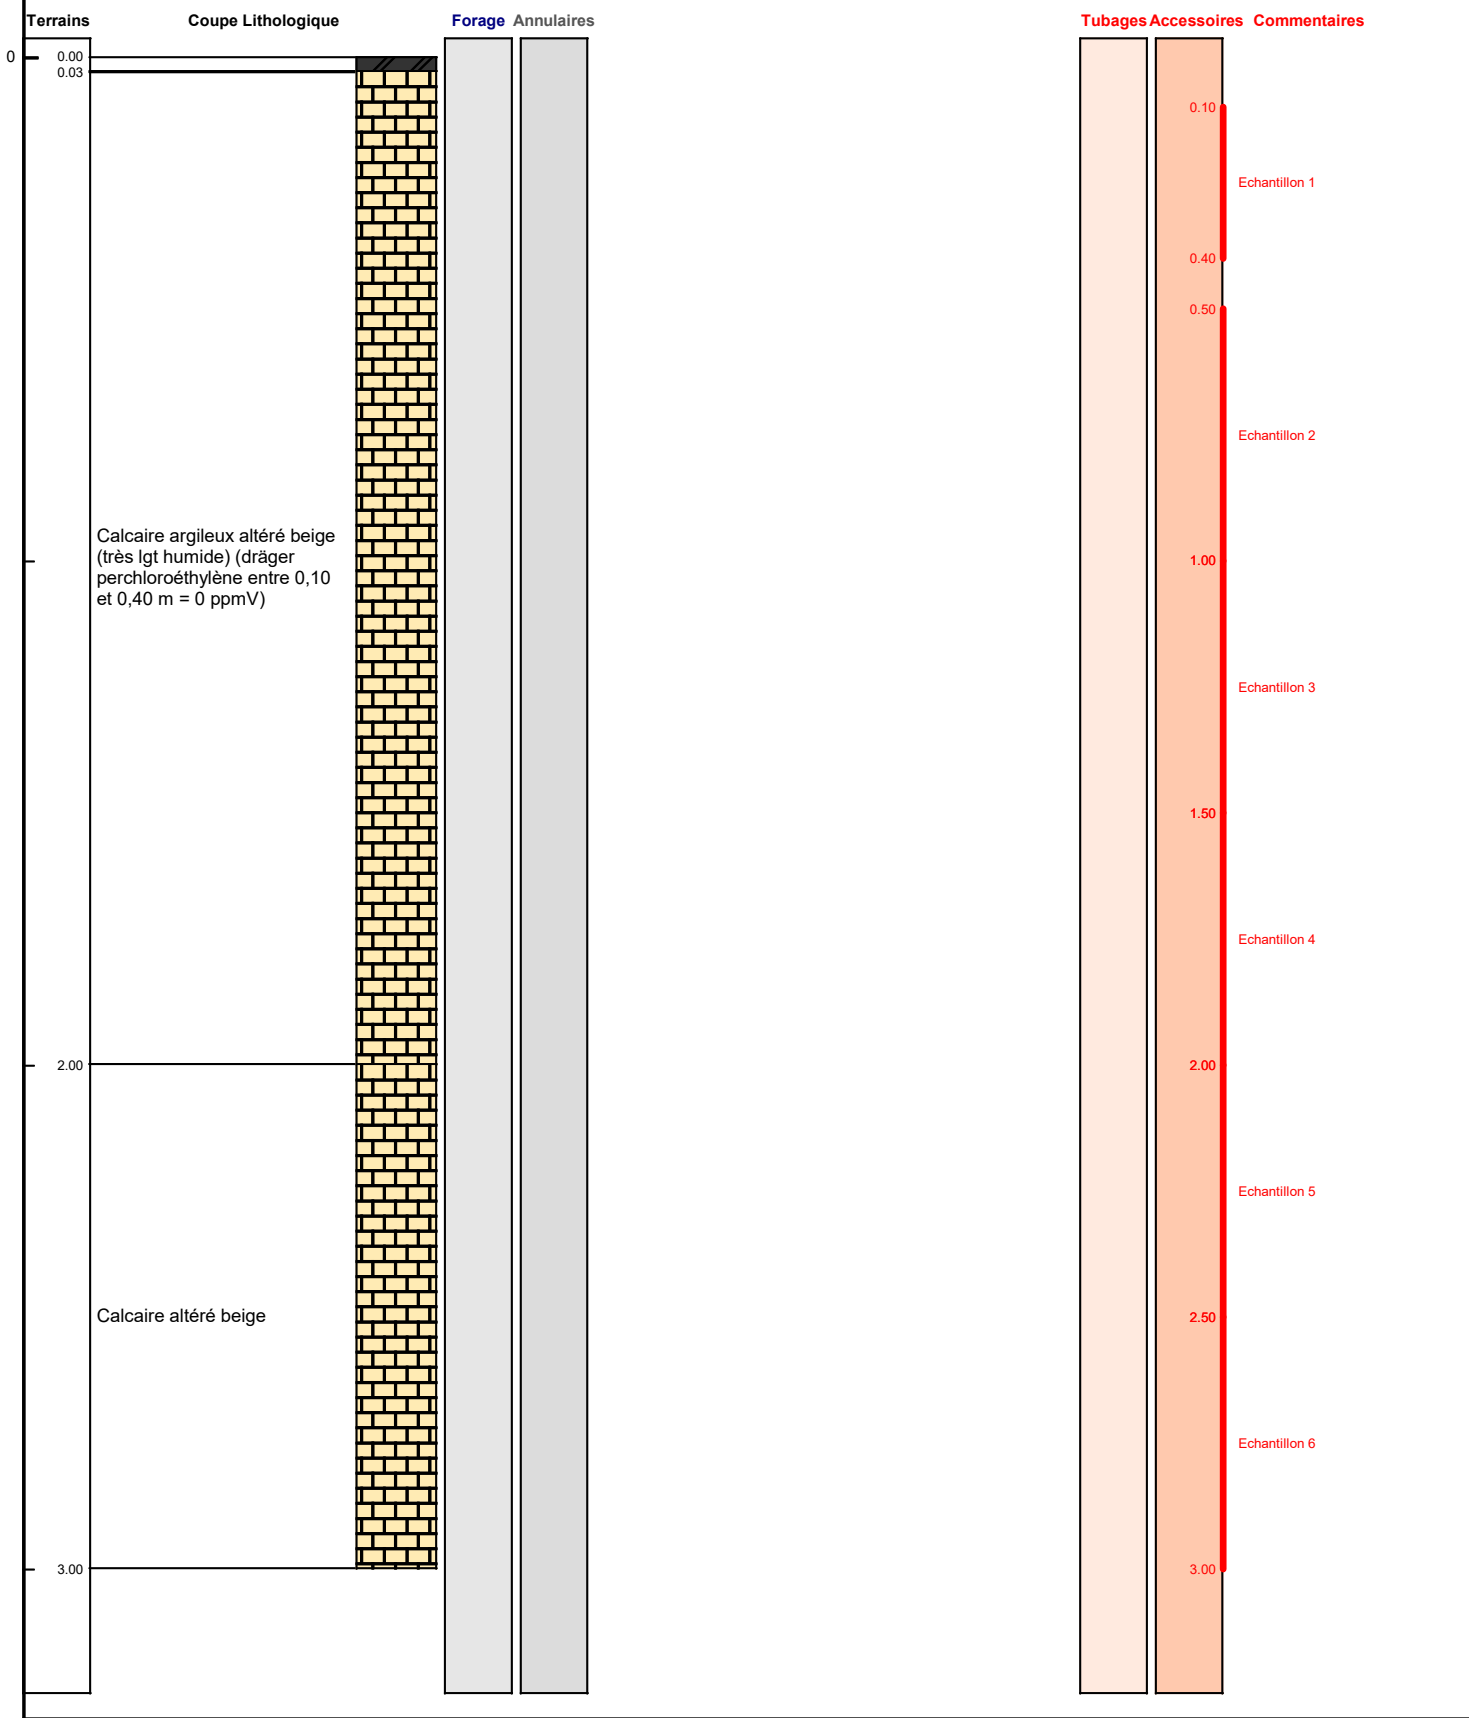 Terrains Coupe Lithologique Forage Annulaires Tubages Accessoires Commentaires
0 0.00
0.03
0.10
Echantillon 1
0.40
0.50
Echantillon 2
Calcaire argileux altéré beige
(très lgt humide) (dräger
perchloroéthylène entre 0,10
et 0,40 m = 0 ppmV)
1.00
Echantillon 3
1.50
Echantillon 4
2.00 2.00
Echantillon 5
Calcaire altéré beige
2.50
Echantillon 6
3.00 3.00